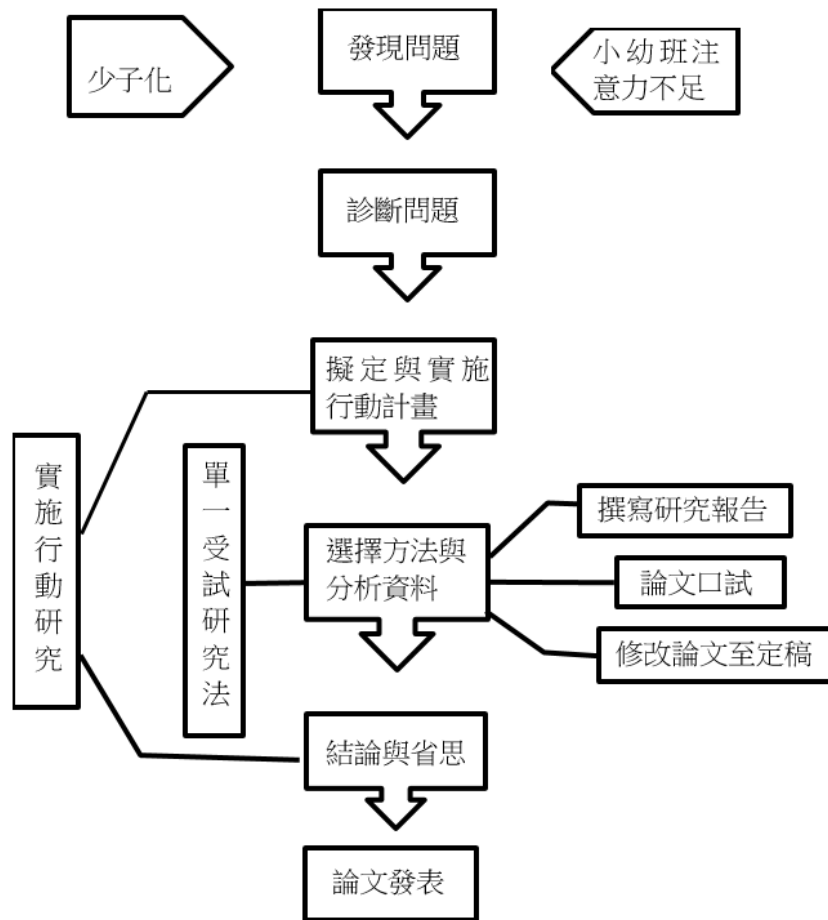 少子化
發現問題
小幼班注
意力不足
診斷問題
擬定與實施
行動計畫
實施行動研究
單一受試研究法
選擇方法與
分析資料
撰寫研究報告
論文口試
修改論文至定稿
結論與省思
論文發表